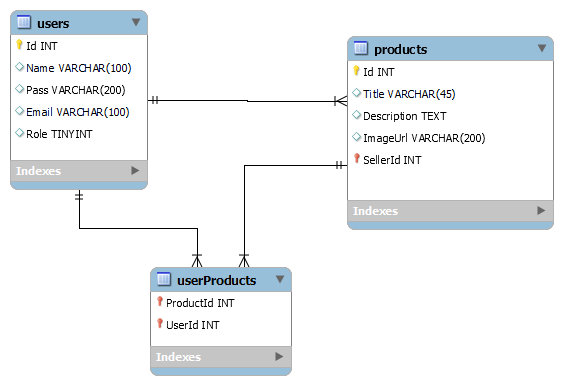 users
Id INT
Name VARCHAR(100)
Pass VARCHAR(200)
Email VARCHAR(100)
Role TINYINT
Indexes
products
Id INT
Title VARCHAR(45)
Description TEXT
ImageUrl VARCHAR(200)
SellerId INT
Indexes
userProducts
ProductId INT
UserId INT
Indexes